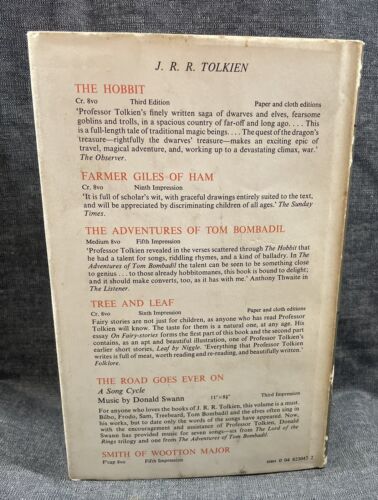 J. R. R. TOLKIEN
THE HOBBIT
Cr. 8vo Third Edition Paper and cloth editions
'Professor Tolkien's finely written saga of dwarves and elves, fearsome
goblins and trolls, in a spacious country of far-off and long ago. . . . This
is a full-length tale of traditional magic beings. . . . The quest of the dragon's
treasure—rightfully the dwarves' treasure—makes an exciting epic of
travel, magical adventure, and, working up to a devastating climax, war.'
The Observer.
FARMER GILES OF HAM
Cr. 8vo Ninth Impression
'It is full of scholar's wit, with graceful drawings entirely suited to the text,
and will be appreciated by discriminating children of all ages.' The Sunday
Times.
THE ADVENTURES OF TOM BOMBADIL
Medium 8vo Fifth Impression
'Professor Tolkien revealed in the verses scattered through The Hobbit that
he had a talent for songs, riddling rhymes, and a kind of balladry. In The
Adventures of Tom Bombadil the talent can be seen to be something close
to genius . . . to those already hobbitomanes, this book is bound to delight;
and it should make converts, too, as it has with me.' Anthony Thwaite in
The Listener.
TREE AND LEAF
Cr. 8vo Sixth Impression Paper and cloth editions
Fairy stories are not just for children, as anyone who has read Professor
Tolkien will know. The taste for them is a natural one, at any age. His
essay On Fairy-stories forms the first part of this book and the second part
contains, as an apt and beautiful illustration, one of Professor Tolkien's
earlier short stories, Leaf by Niggle. 'Everything that Professor Tolkien
writes is full of meat, worth reading and re-reading, and beautifully written.'
Folklore.
THE ROAD GOES EVER ON
A Song Cycle
Music by Donald Swann 11" × 8½" Third Impression
For anyone who loves the books of J. R. R. Tolkien, this volume is a must.
Bilbo, Frodo, Sam, Treebeard, Tom Bombadil and the elves often sing in
his works, but to date only the words of the songs have appeared. Now,
with the encouragement and assistance of Professor Tolkien, Donald
Swann has provided music for seven songs—six from The Lord of the
Rings trilogy and one from The Adventures of Tom Bombadil.
SMITH OF WOOTTON MAJOR
F'cap 8vo Fifth Impression ISBN 0 04 823047 2